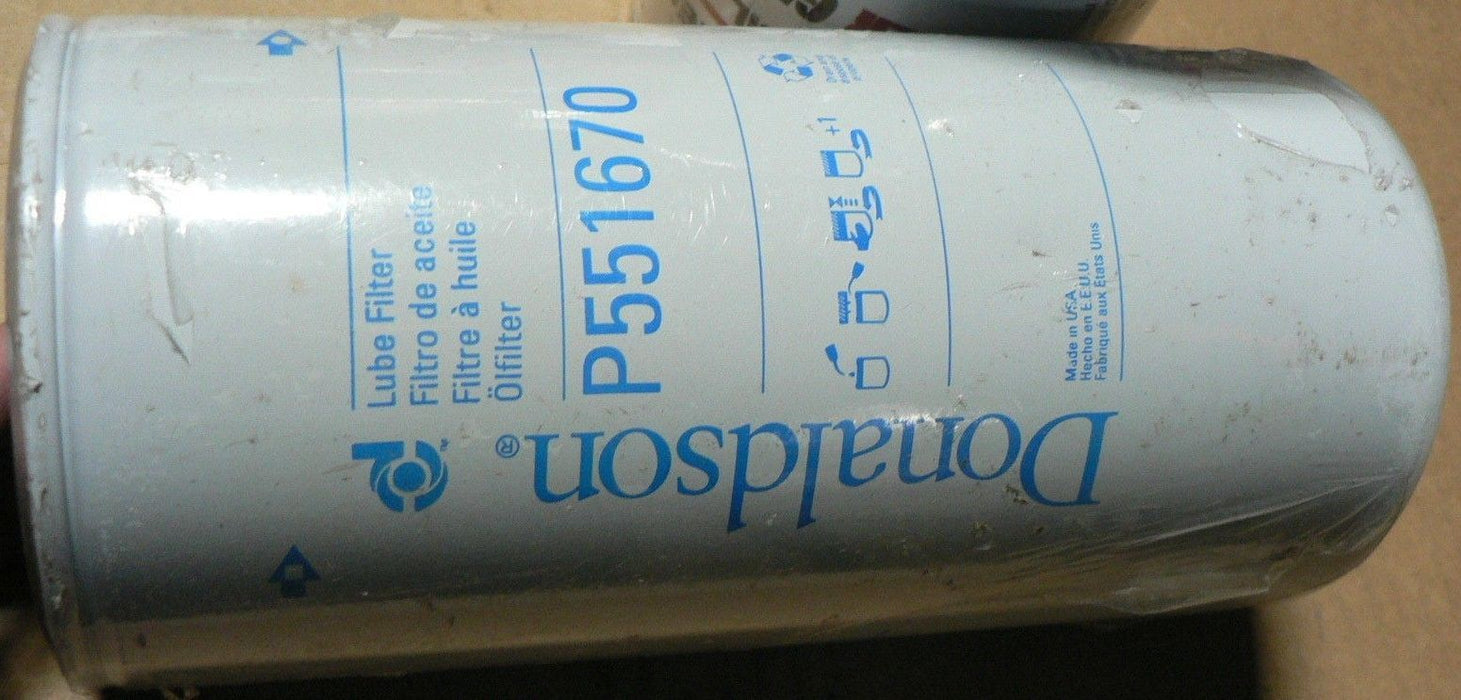 Lube Filter
Filtro de aceite
Filtre à huile
Ölfilter
P551670
+1
Made in USA
Hecho en E.E.U.U.
Fabriqué aux États Unis
Donaldson®